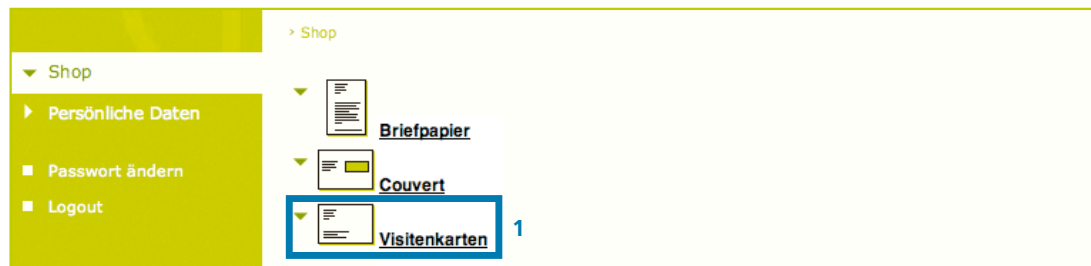 › Shop
Shop
Persönliche Daten
Passwort ändern
Logout
Briefpapier
Couvert
Visitenkarten
1